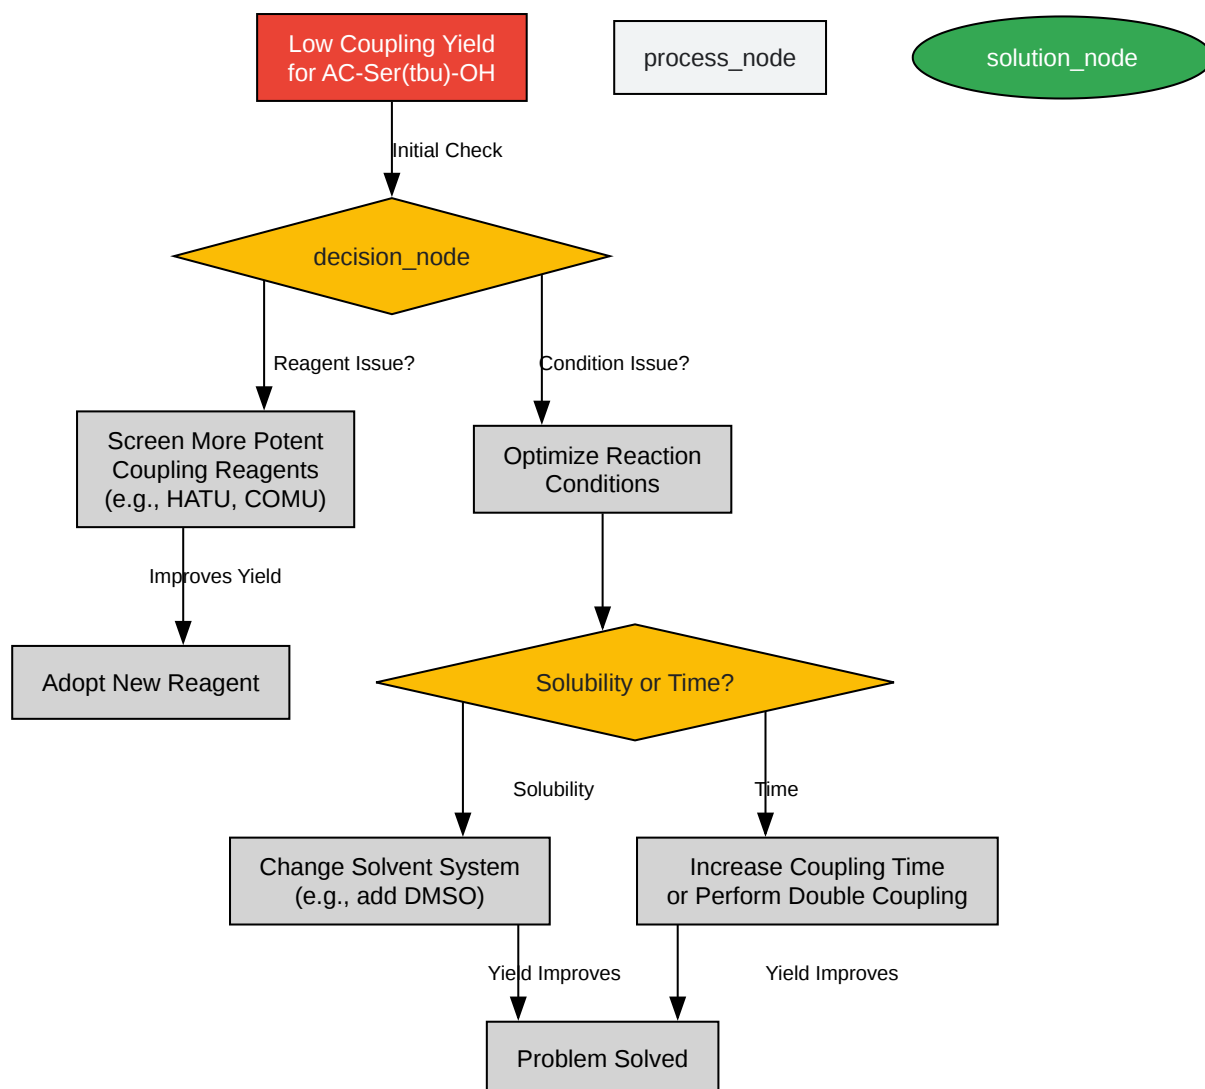 Low Coupling Yield
for AC-Ser(tbu)-OH
process_node
solution_node
Initial Check
decision_node
Reagent Issue?
Condition Issue?
Screen More Potent
Coupling Reagents
(e.g., HATU, COMU)
Optimize Reaction
Conditions
Improves Yield
Adopt New Reagent
Solubility or Time?
Solubility
Time
Change Solvent System
(e.g., add DMSO)
Increase Coupling Time
or Perform Double Coupling
Yield Improves
Yield Improves
Problem Solved